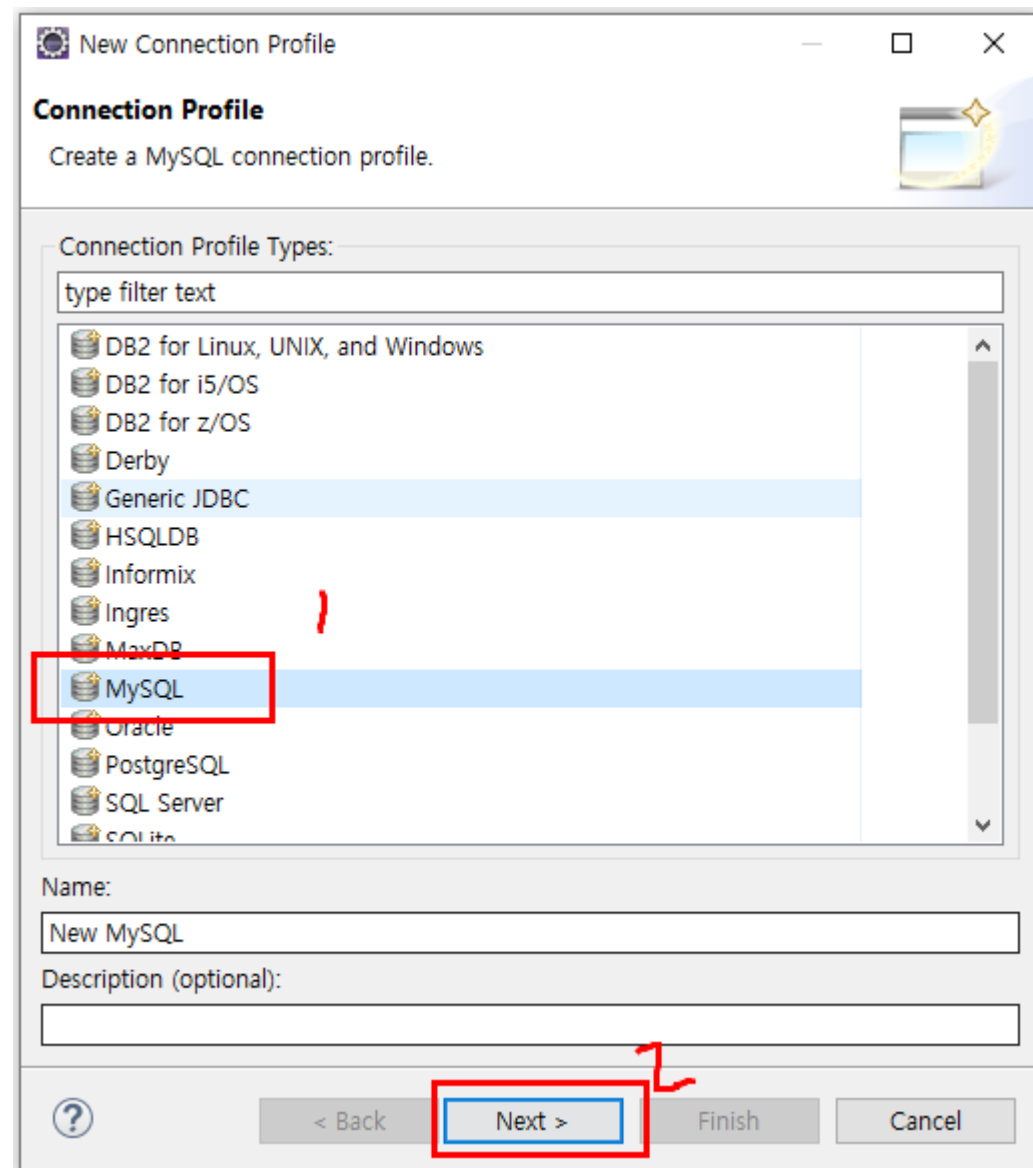 New Connection Profile
Connection Profile
Create a MySQL connection profile.
Connection Profile Types:
type filter text
DB2 for Linux, UNIX, and Windows
DB2 for i5/OS
DB2 for z/OS
Derby
Generic JDBC
HSQLDB
Informix
Ingres
1
MaxDB
MySQL
Oracle
PostgreSQL
SQL Server
SQLite
Name:
New MySQL
Description (optional):
2
?
< Back
Next >
Finish
Cancel